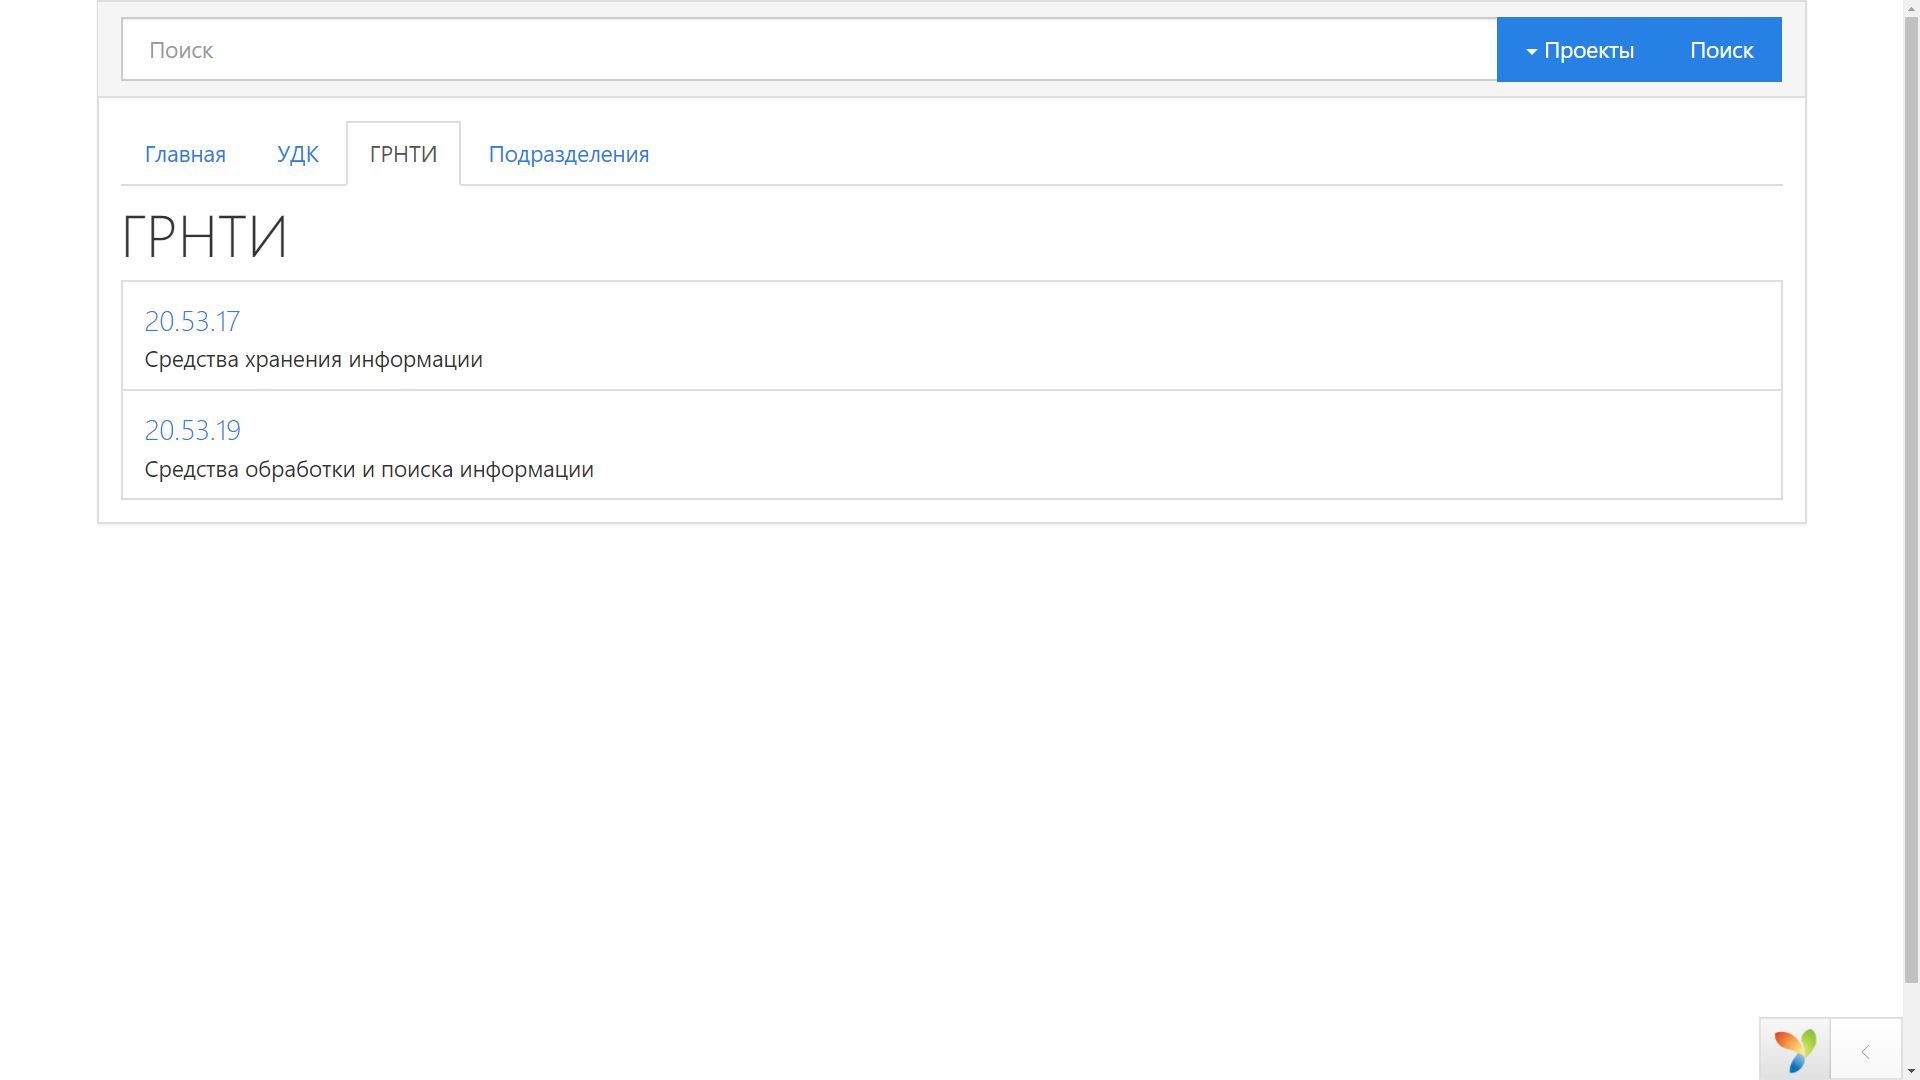 Поиск
Проекты
Поиск
Главная
УДК
ГРНТИ
Подразделения
ГРНТИ
20.53.17
Средства хранения информации
20.53.19
Средства обработки и поиска информации